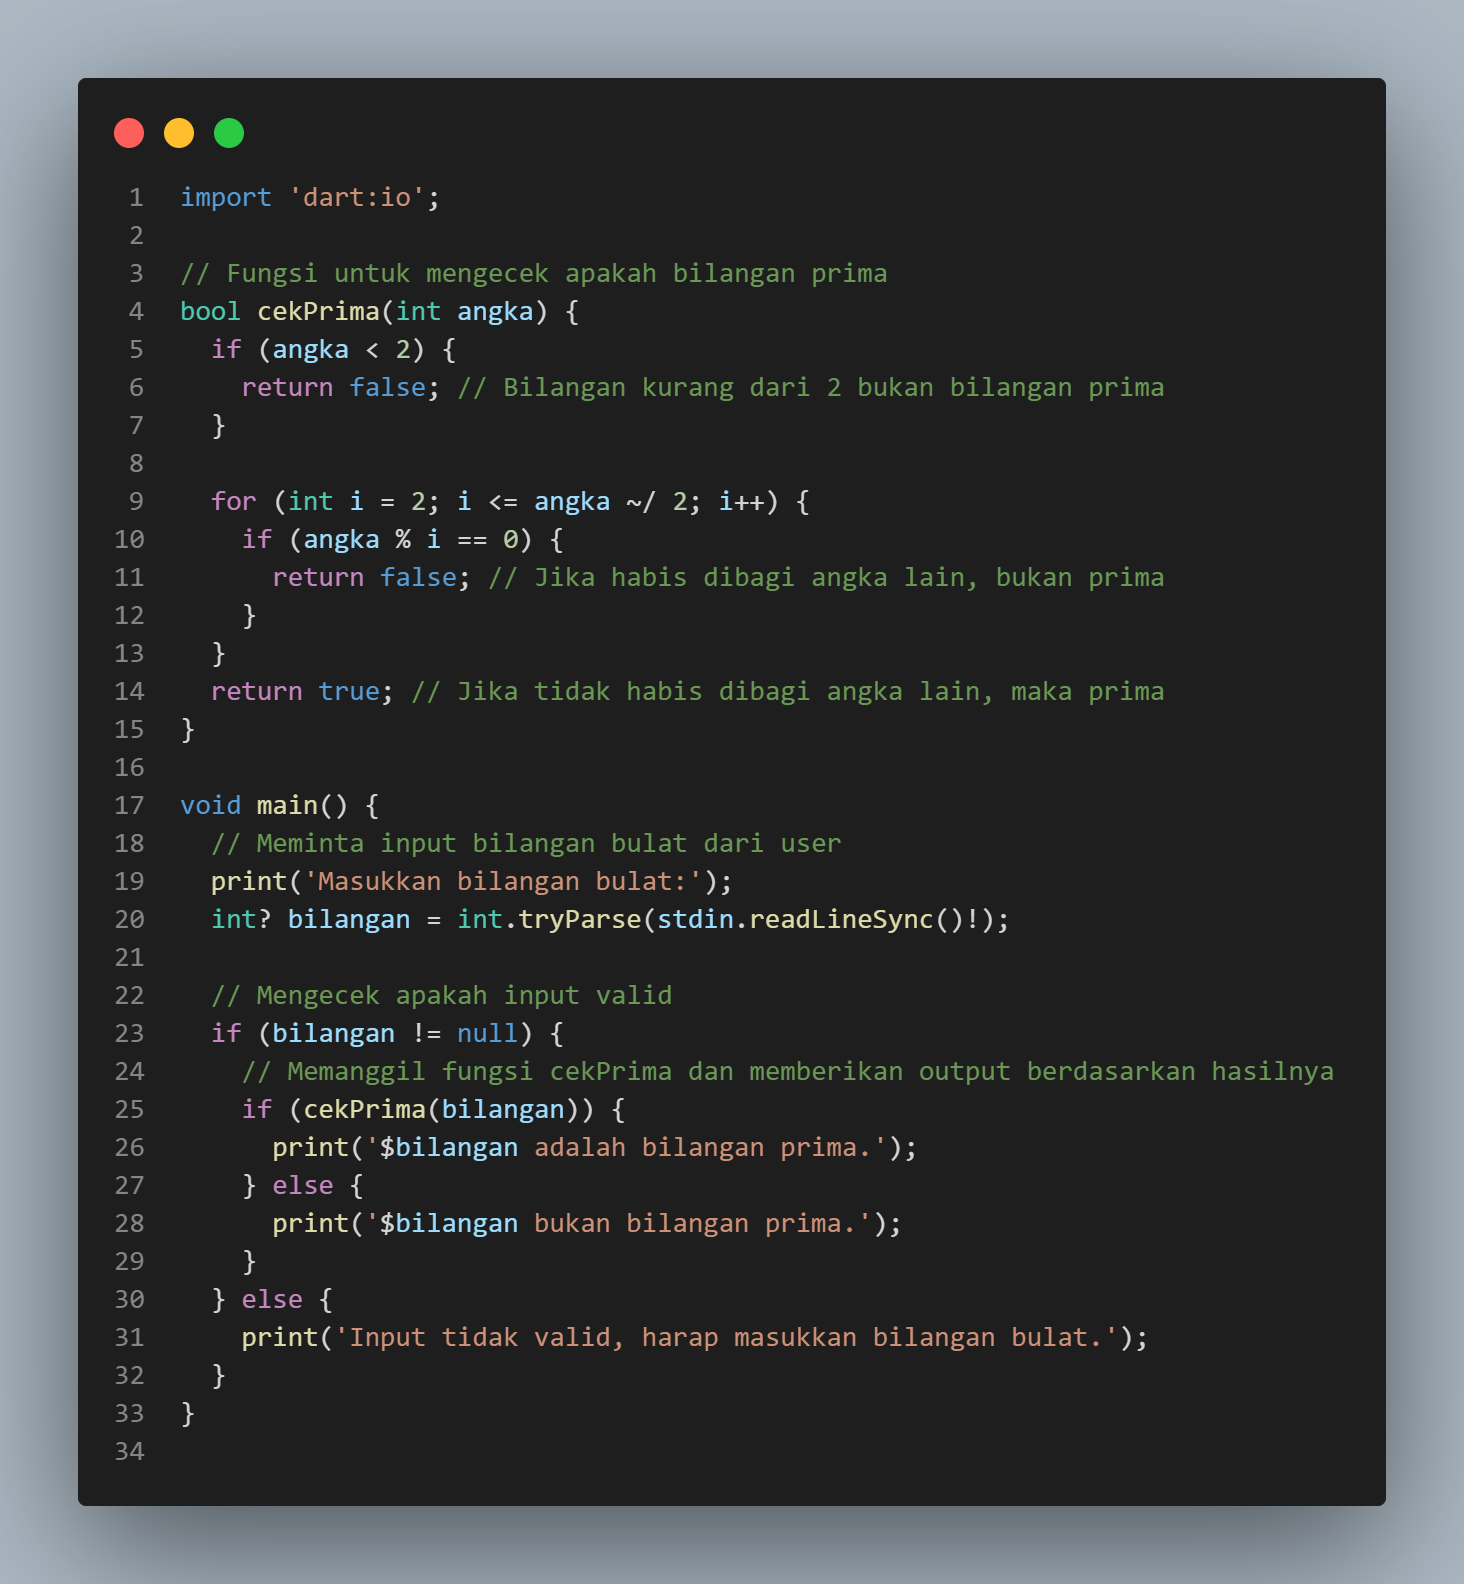 1 import 'dart:io';
2
3 // Fungsi untuk mengecek apakah bilangan prima
4 bool cekPrima(int angka) {
5   if (angka < 2) {
6     return false; // Bilangan kurang dari 2 bukan bilangan prima
7   }
8
9   for (int i = 2; i <= angka ~/ 2; i++) {
10     if (angka % i == 0) {
11       return false; // Jika habis dibagi angka lain, bukan prima
12     }
13   }
14   return true; // Jika tidak habis dibagi angka lain, maka prima
15 }
16
17 void main() {
18   // Meminta input bilangan bulat dari user
19   print('Masukkan bilangan bulat:');
20   int? bilangan = int.tryParse(stdin.readLineSync()!);
21
22   // Mengecek apakah input valid
23   if (bilangan != null) {
24     // Memanggil fungsi cekPrima dan memberikan output berdasarkan hasilnya
25     if (cekPrima(bilangan)) {
26       print('$bilangan adalah bilangan prima.');
27     } else {
28       print('$bilangan bukan bilangan prima.');
29     }
30   } else {
31     print('Input tidak valid, harap masukkan bilangan bulat.');
32   }
33 }
34